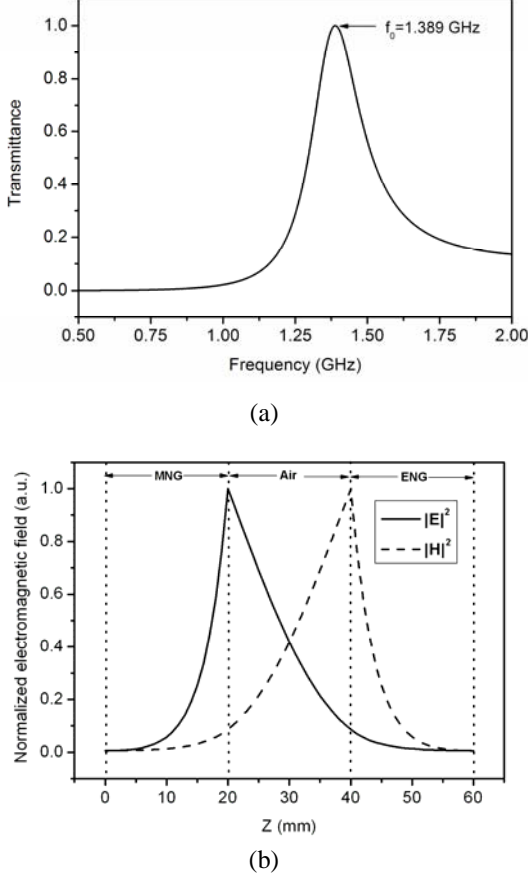 1.0
f₀=1.389 GHz
0.8
0.6
0.4
0.2
0.0
Transmittance
0.50 0.75 1.00 1.25 1.50 1.75 2.00
Frequency (GHz)
(a)
MNG Air ENG
1.0
|E|²
|H|²
0.8
0.6
0.4
0.2
0.0
Normalized electromagnetic field (a.u.)
0 10 20 30 40 50 60
Z (mm)
(b)